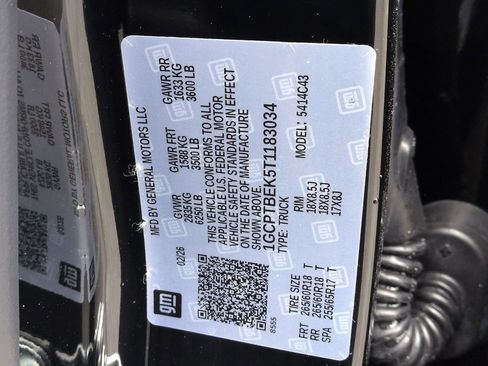 MFD BY GENERAL MOTORS LLC
02/26 GVWR GAWR FRT GAWR RR
2835 KG 1588 KG 1633 KG
6250 LB 3500 LB 3600 LB
THIS VEHICLE CONFORMS TO ALL
APPLICABLE U.S. FEDERAL MOTOR
VEHICLE SAFETY STANDARDS IN EFFECT
ON THE DATE OF MANUFACTURE
SHOWN ABOVE.
1GCPTBEK5T1183034
TYPE: TRUCK MODEL: 5414C43
gm
8555
TIRE SIZE RIM
FRT 265/60R18 T 18X8.5J
RR 265/60R18 T 18X8.5J
SPA 255/65R17 T 17X8J